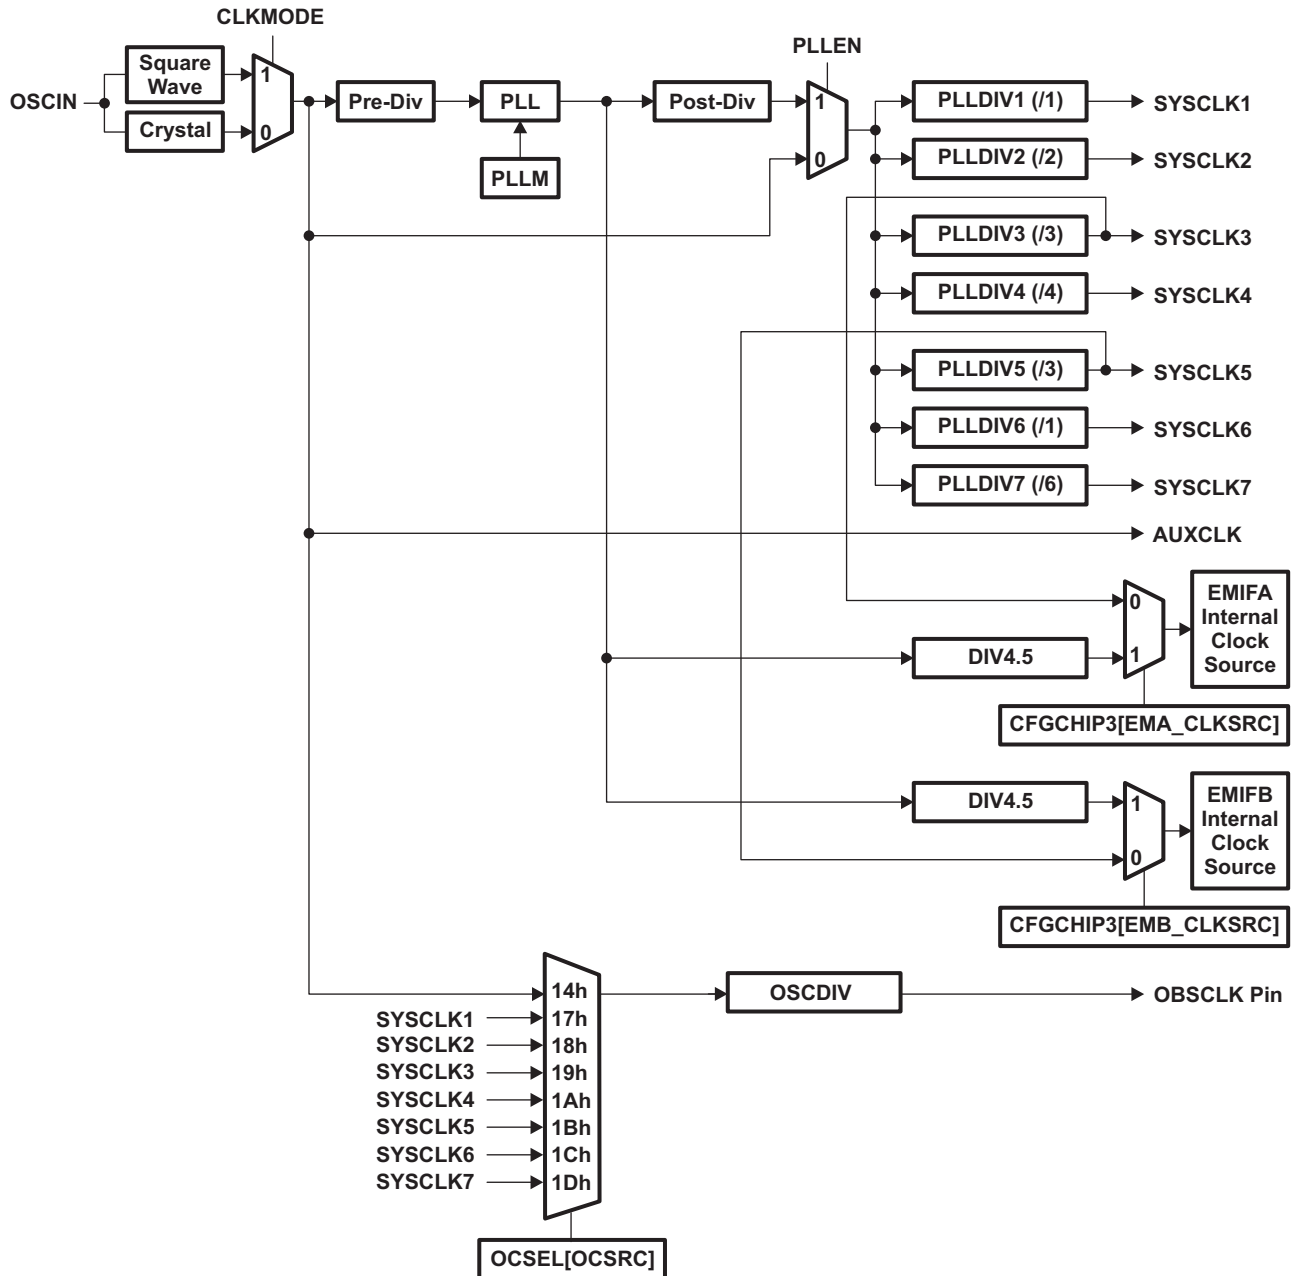 CLKMODE
OSCIN
Square
Wave
Crystal
1
0
Pre-Div
PLL
PLLM
Post-Div
PLLEN
1
0
PLLDIV1 (/1)
SYSCLK1
PLLDIV2 (/2)
SYSCLK2
PLLDIV3 (/3)
SYSCLK3
PLLDIV4 (/4)
SYSCLK4
PLLDIV5 (/3)
SYSCLK5
PLLDIV6 (/1)
SYSCLK6
PLLDIV7 (/6)
SYSCLK7
AUXCLK
DIV4.5
0
1
EMIFA
Internal
Clock
Source
CFGCHIP3[EMA_CLKSRC]
DIV4.5
1
0
EMIFB
Internal
Clock
Source
CFGCHIP3[EMB_CLKSRC]
14h
SYSCLK1 17h
SYSCLK2 18h
SYSCLK3 19h
SYSCLK4 1Ah
SYSCLK5 1Bh
SYSCLK6 1Ch
SYSCLK7 1Dh
OSCDIV
OBSCLK Pin
OCSEL[OCSRC]